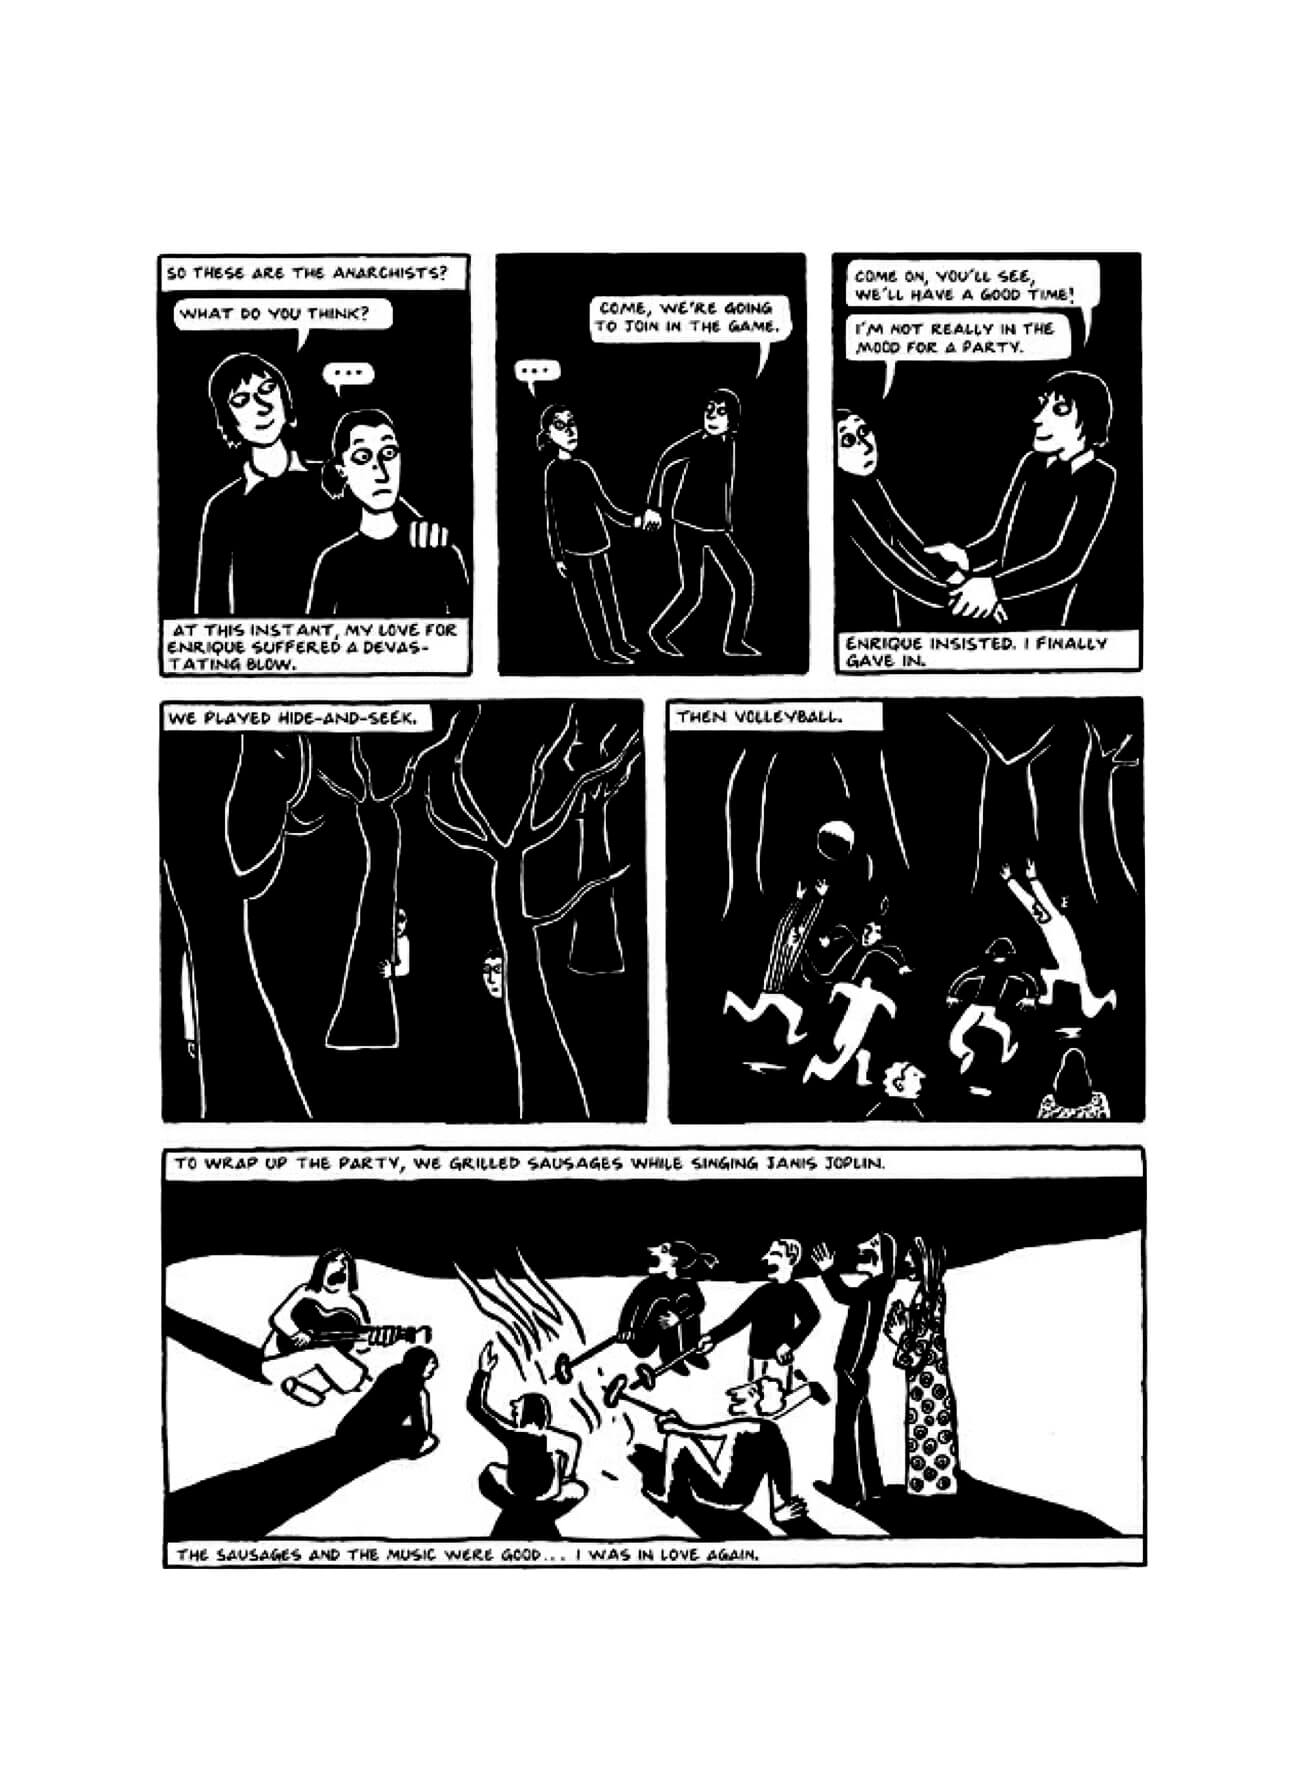 SO THESE ARE THE ANARCHISTS?
WHAT DO YOU THINK?
...
AT THIS INSTANT, MY LOVE FOR
ENRIQUE SUFFERED A DEVAS-
TATING BLOW.
COME, WE'RE GOING
TO JOIN IN THE GAME.
...
COME ON, YOU'LL SEE,
WE'LL HAVE A GOOD TIME!
I'M NOT REALLY IN THE
MOOD FOR A PARTY.
ENRIQUE INSISTED. I FINALLY
GAVE IN.
WE PLAYED HIDE-AND-SEEK.
THEN VOLLEYBALL.
TO WRAP UP THE PARTY, WE GRILLED SAUSAGES WHILE SINGING JANIS JOPLIN.
THE SAUSAGES AND THE MUSIC WERE GOOD... I WAS IN LOVE AGAIN.